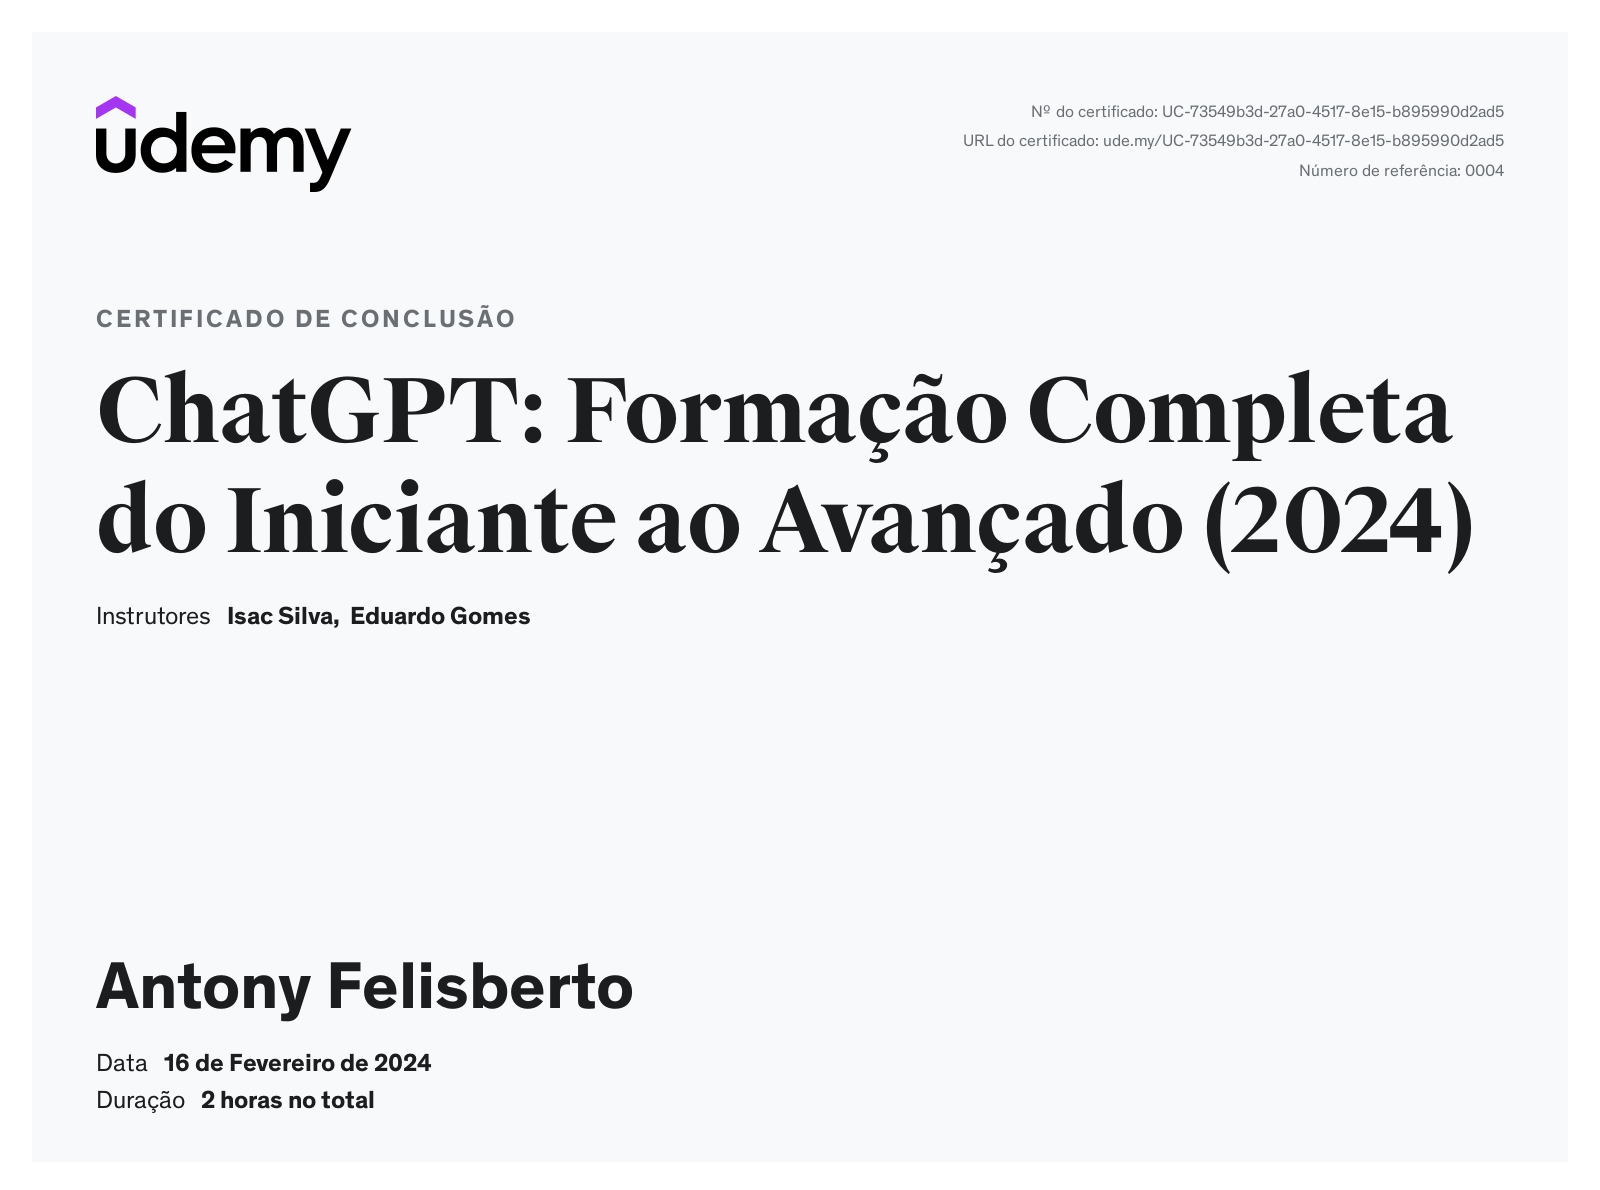 udemy
Nº do certificado: UC-73549b3d-27a0-4517-8e15-b895990d2ad5
URL do certificado: ude.my/UC-73549b3d-27a0-4517-8e15-b895990d2ad5
Número de referência: 0004
CERTIFICADO DE CONCLUSÃO
ChatGPT: Formação Completa
do Iniciante ao Avançado (2024)
Instrutores Isac Silva, Eduardo Gomes
Antony Felisberto
Data 16 de Fevereiro de 2024
Duração 2 horas no total